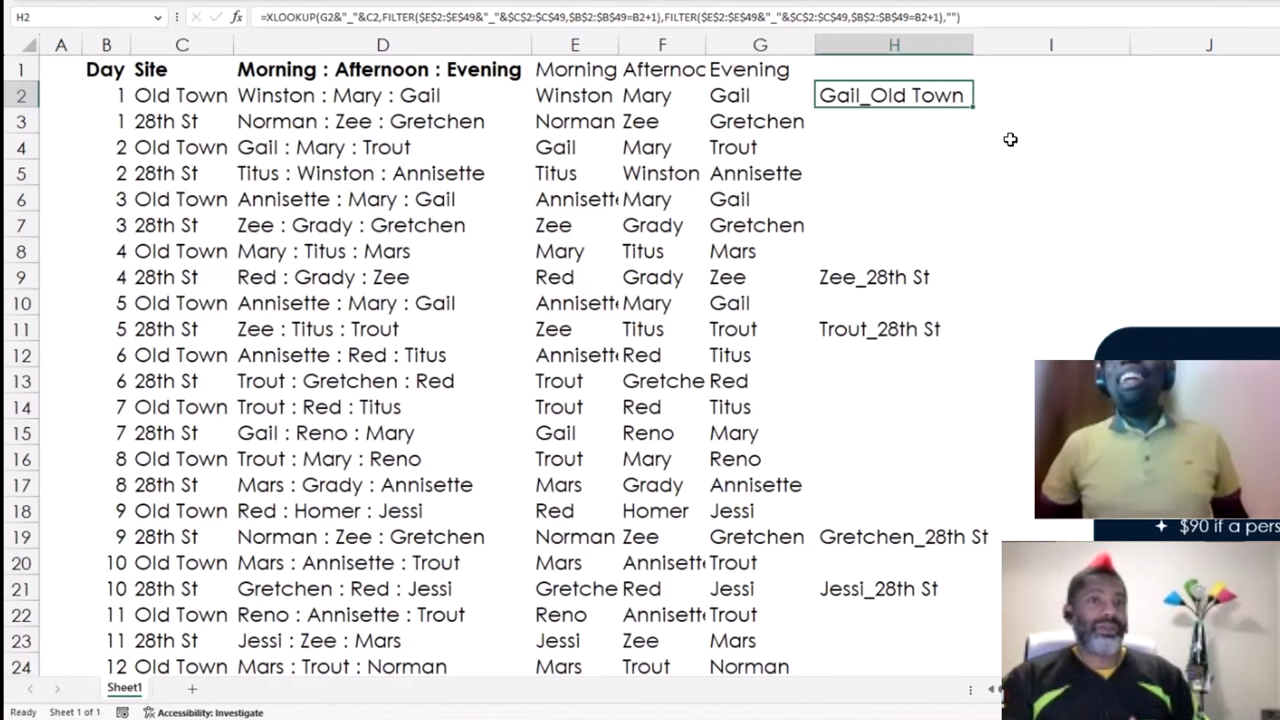 H2 fx =XLOOKUP(G2&"_"&C2,FILTER($E$2:$E$49&"_"&$C$2:$C$49,$B$2:$B$49=B2+1),FILTER($E$2:$E$49&"_"&$C$2:$C$49,$B$2:$B$49=B2+1),"")
A B C D E F G H I J
1 Day Site Morning : Afternoon : Evening Morning Afternoc Evening
2 1 Old Town Winston : Mary : Gail Winston Mary Gail Gail_Old Town
3 1 28th St Norman : Zee : Gretchen Norman Zee Gretchen
4 2 Old Town Gail : Mary : Trout Gail Mary Trout
5 2 28th St Titus : Winston : Annisette Titus Winston Annisette
6 3 Old Town Annisette : Mary : Gail Annisett Mary Gail
7 3 28th St Zee : Grady : Gretchen Zee Grady Gretchen
8 4 Old Town Mary : Titus : Mars Mary Titus Mars
9 4 28th St Red : Grady : Zee Red Grady Zee Zee_28th St
10 5 Old Town Annisette : Mary : Gail Annisett Mary Gail
11 5 28th St Zee : Titus : Trout Zee Titus Trout Trout_28th St
12 6 Old Town Annisette : Red : Titus Annisett Red Titus
13 6 28th St Trout : Gretchen : Red Trout Gretche Red
14 7 Old Town Trout : Red : Titus Trout Red Titus
15 7 28th St Gail : Reno : Mary Gail Reno Mary
16 8 Old Town Trout : Mary : Reno Trout Mary Reno
17 8 28th St Mars : Grady : Annisette Mars Grady Annisette
18 9 Old Town Red : Homer : Jessi Red Homer Jessi
19 9 28th St Norman : Zee : Gretchen Norman Zee Gretchen Gretchen_28th St
20 10 Old Town Mars : Annisette : Trout Mars Annisett Trout
21 10 28th St Gretchen : Red : Jessi Gretche Red Jessi Jessi_28th St
22 11 Old Town Reno : Annisette : Trout Reno Annisett Trout
23 11 28th St Jessi : Zee : Mars Jessi Zee Mars
24 12 Old Town Mars : Trout : Norman Mars Trout Norman
$90 if a pers
Sheet1
Ready Sheet 1 of 1 Accessibility: Investigate